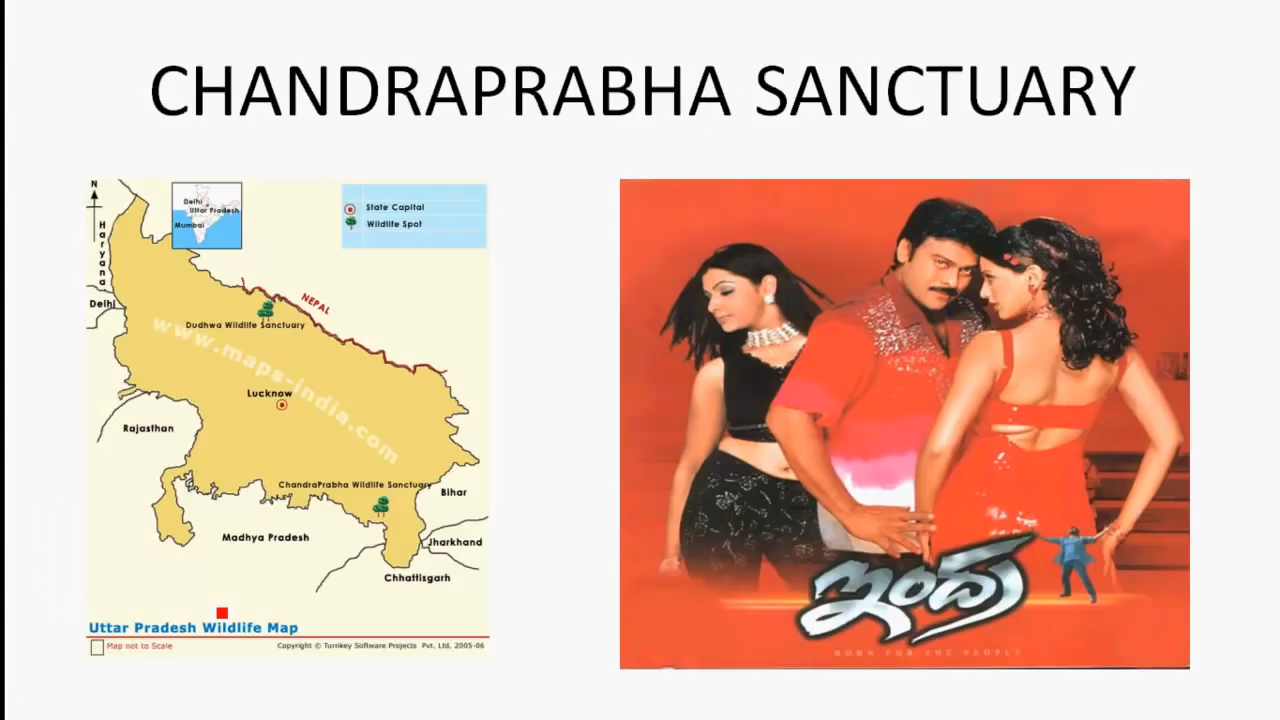 CHANDRAPRABHA SANCTUARY
N
Haryana
Delhi
Uttar Pradesh
Mumbai
State Capital
Wildlife Spot
Delhi
NEPAL
Dudhwa Wildlife Sanctuary
www.maps-india.com
Lucknow
Rajasthan
ChandraPrabha Wildlife Sanctuary
Bihar
Madhya Pradesh
Jharkhand
Chhattisgarh
Uttar Pradesh Wildlife Map
Map not to Scale
Copyright © Turnkey Software Projects Pvt, Ltd, 2005-06
ఇంద్ర
BORN FOR THE PEOPLE